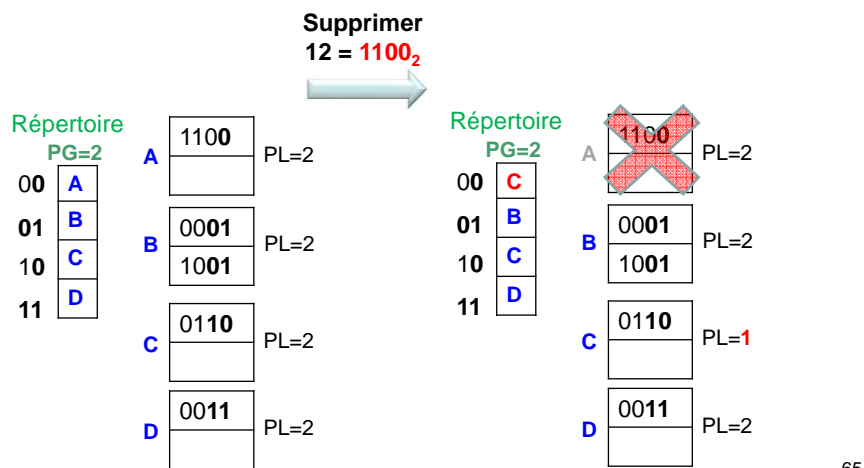 Supprimer
12 = 1100₂
Répertoire
PG=2
00 A
01 B
10 C
11 D
A
1100
PL=2
B
0001
1001
PL=2
C
0110
PL=2
D
0011
PL=2
Répertoire
PG=2
00 C
01 B
10 C
11 D
A
1100
PL=2
B
0001
1001
PL=2
C
0110
PL=1
D
0011
PL=2
65